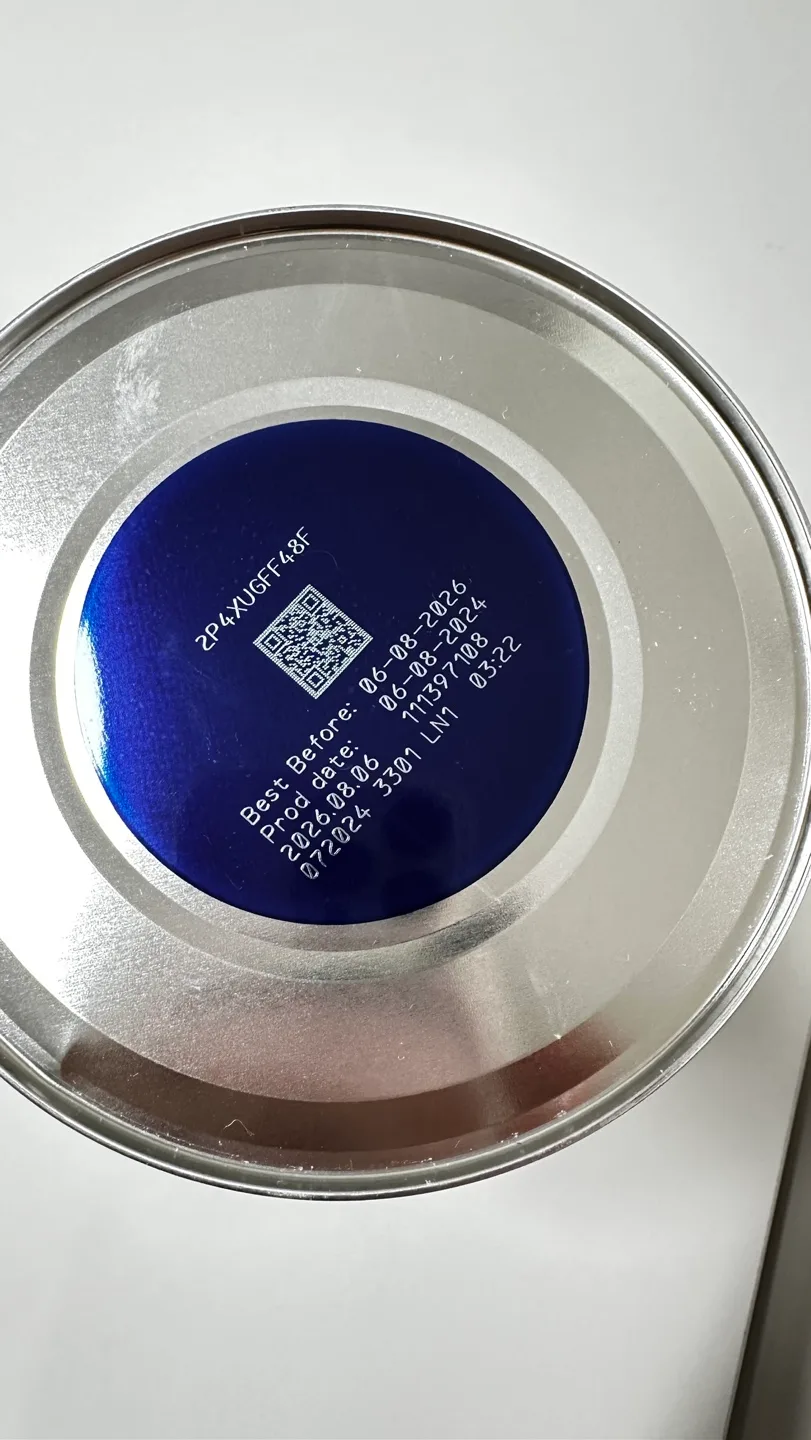 2P4XUGFF48F
Best Before: 06-08-2026
Prod date: 06-08-2024
2026.08.06 111397108
072024 3301 LN1 03:22